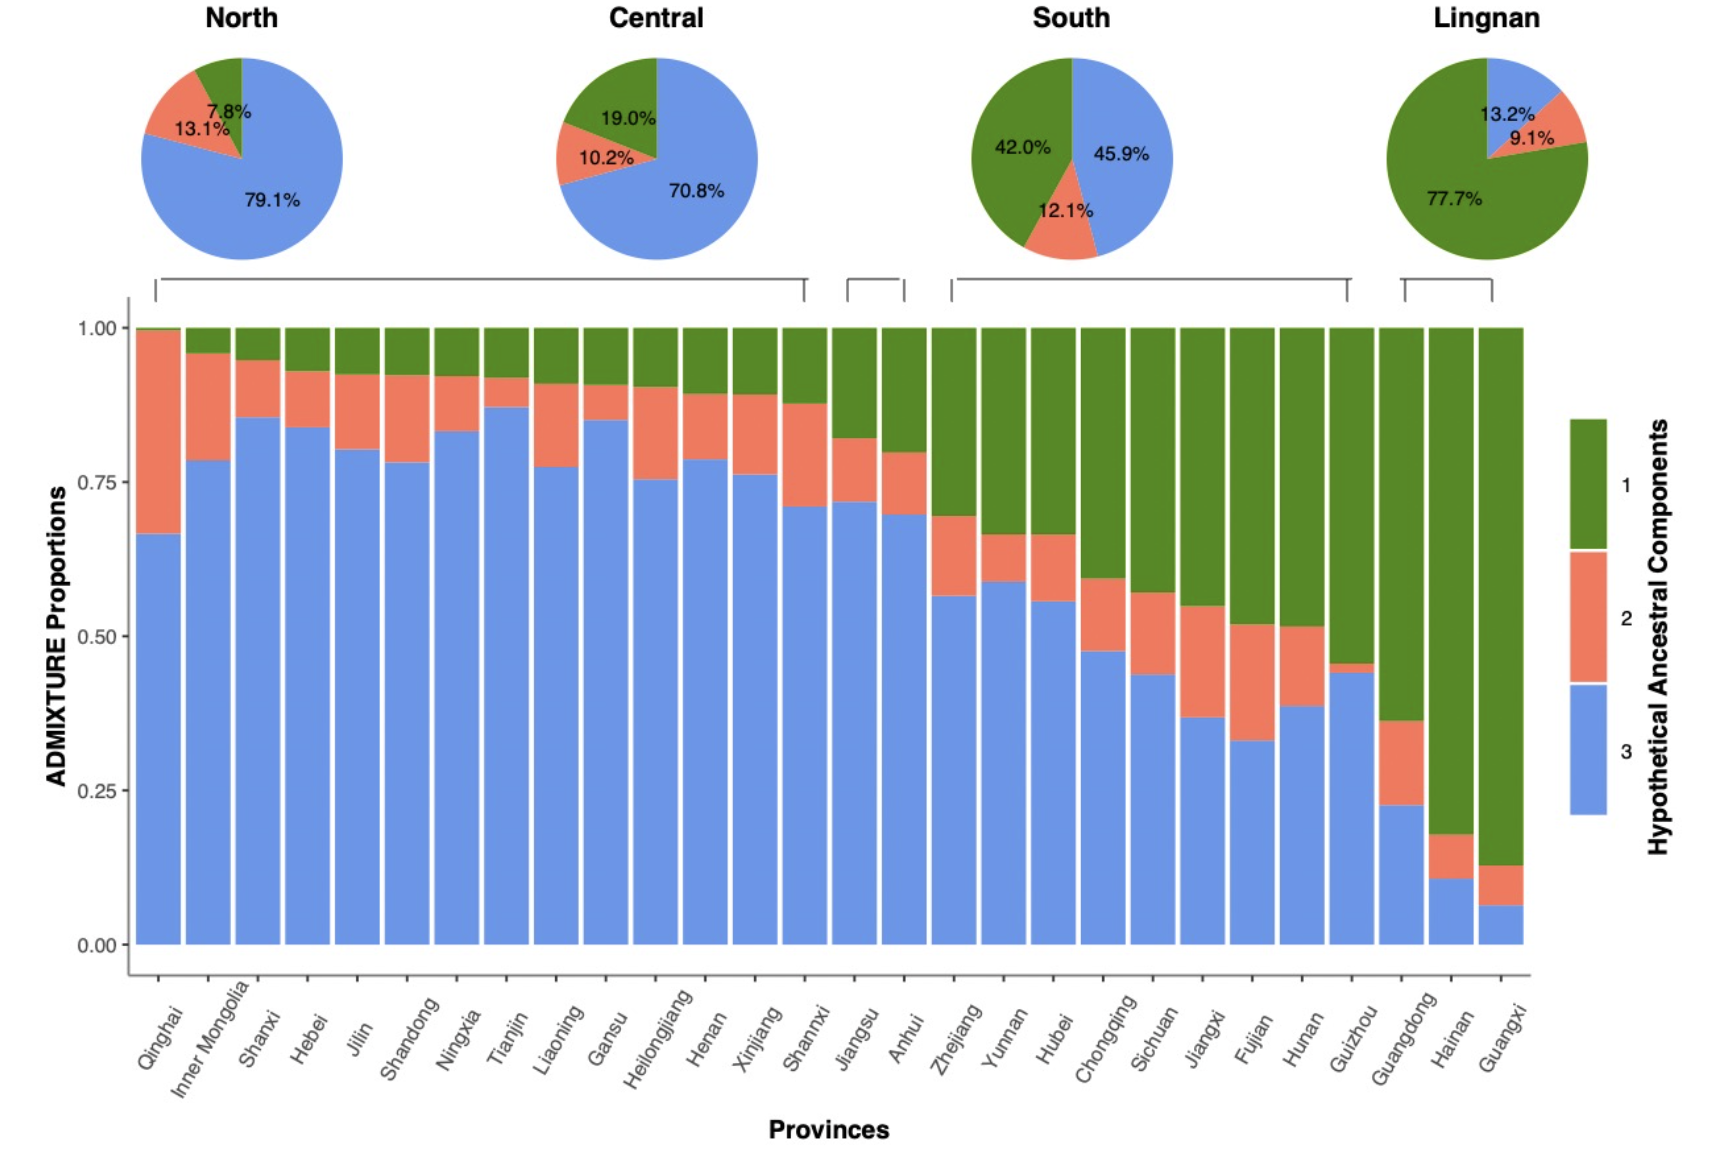 North
Central
South
Lingnan
7.8%
13.1%
79.1%
19.0%
10.2%
70.8%
42.0%
45.9%
12.1%
13.2%
9.1%
77.7%
ADMIXTURE Proportions
1.00
0.75
0.50
0.25
0.00
Qinghai
Inner Mongolia
Shanxi
Hebei
Jilin
Shandong
Ningxia
Tianjin
Liaoning
Gansu
Heilongjiang
Henan
Xinjiang
Shannxi
Jiangsu
Anhui
Zhejiang
Yunnan
Hubei
Chongqing
Sichuan
Jiangxi
Fujian
Hunan
Guizhou
Guangdong
Hainan
Guangxi
Provinces
1
2
3
Hypothetical Ancestral Components